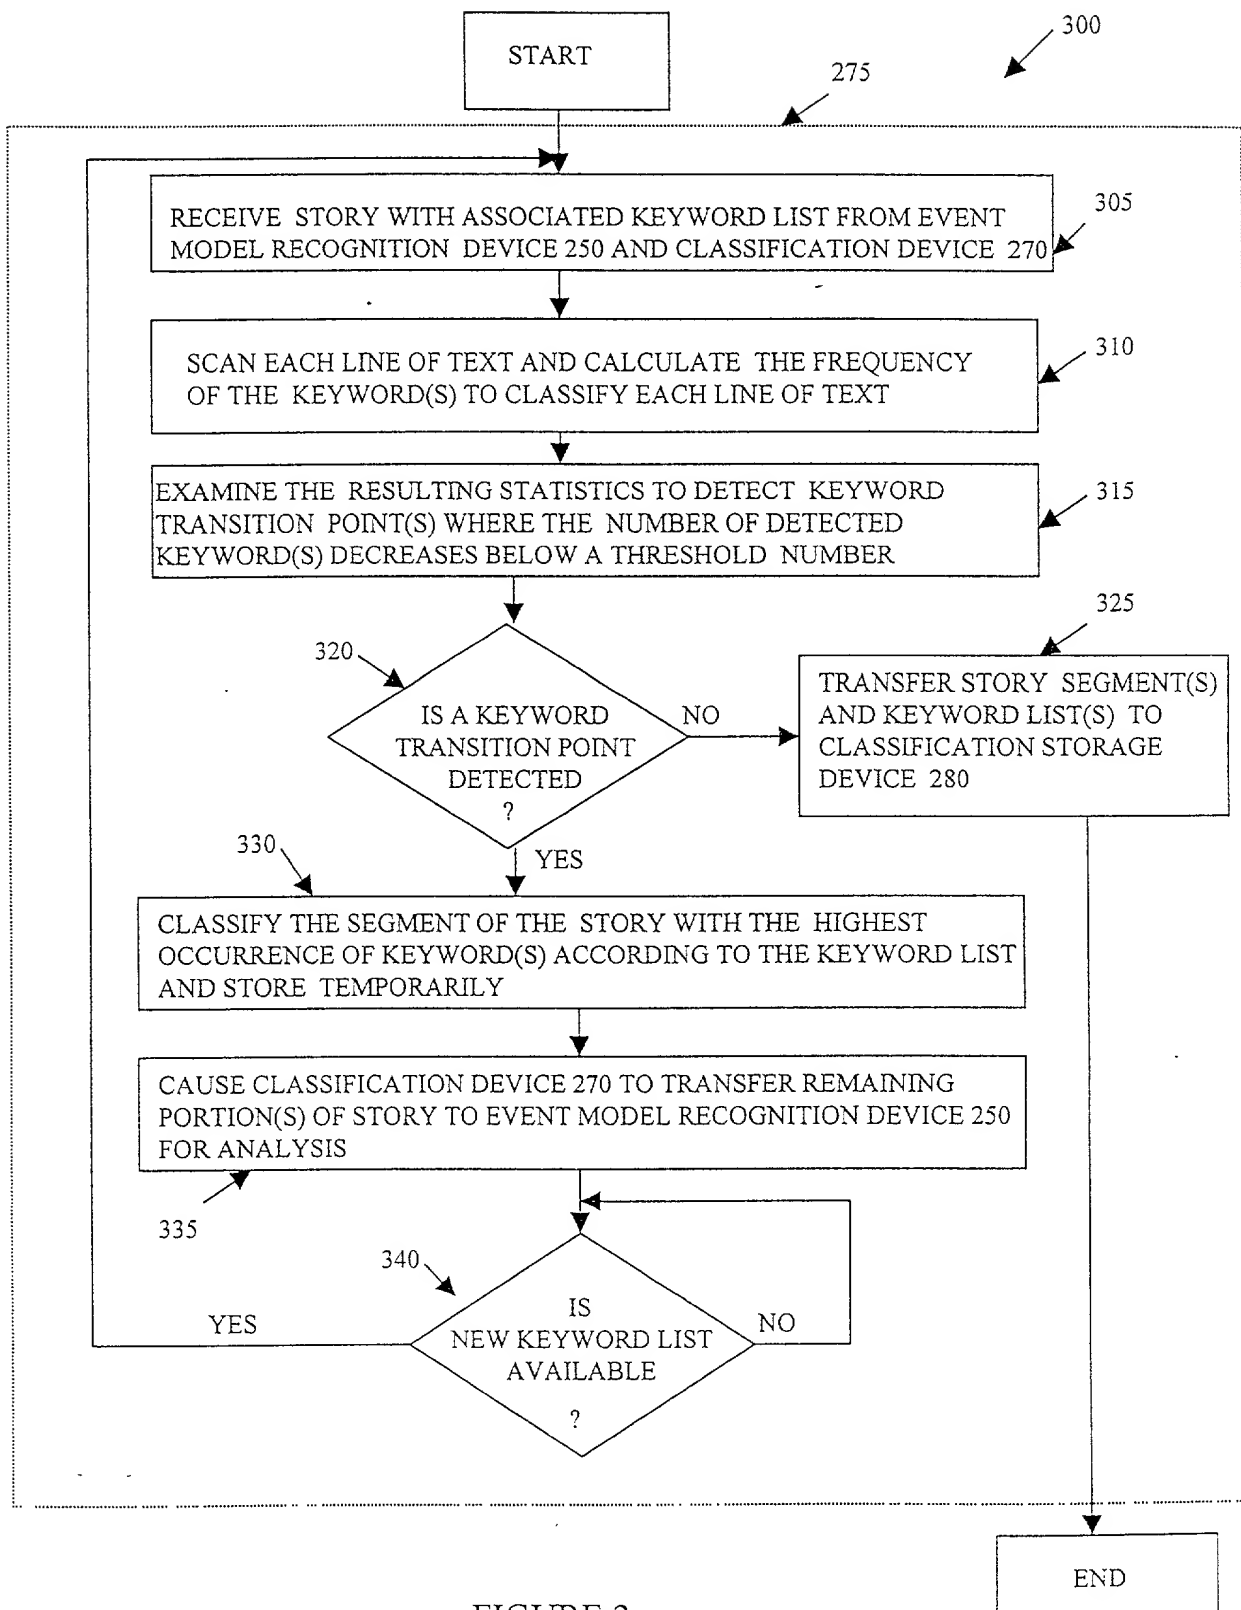 START
300
275
RECEIVE STORY WITH ASSOCIATED KEYWORD LIST FROM EVENT
MODEL RECOGNITION DEVICE 250 AND CLASSIFICATION DEVICE 270
305
SCAN EACH LINE OF TEXT AND CALCULATE THE FREQUENCY
OF THE KEYWORD(S) TO CLASSIFY EACH LINE OF TEXT
310
EXAMINE THE RESULTING STATISTICS TO DETECT KEYWORD
TRANSITION POINT(S) WHERE THE NUMBER OF DETECTED
KEYWORD(S) DECREASES BELOW A THRESHOLD NUMBER
315
320
IS A KEYWORD
TRANSITION POINT
DETECTED
?
NO
325
TRANSFER STORY SEGMENT(S)
AND KEYWORD LIST(S) TO
CLASSIFICATION STORAGE
DEVICE 280
YES
330
CLASSIFY THE SEGMENT OF THE STORY WITH THE HIGHEST
OCCURRENCE OF KEYWORD(S) ACCORDING TO THE KEYWORD LIST
AND STORE TEMPORARILY
CAUSE CLASSIFICATION DEVICE 270 TO TRANSFER REMAINING
PORTION(S) OF STORY TO EVENT MODEL RECOGNITION DEVICE 250
FOR ANALYSIS
335
340
IS
NEW KEYWORD LIST
AVAILABLE
?
YES
NO
END
FIGURE